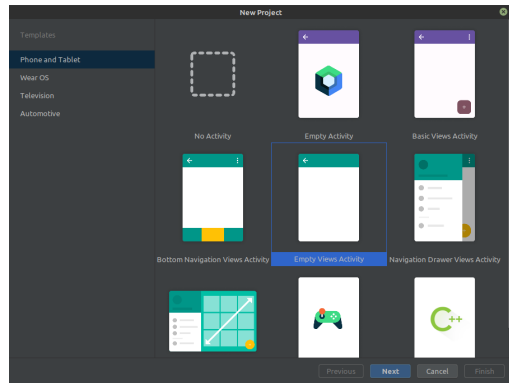 New Project
Templates
Phone and Tablet
Wear OS
Television
Automotive
No Activity
Empty Activity
Basic Views Activity
Bottom Navigation Views Activity
Empty Views Activity
Navigation Drawer Views Activity
C++
Previous
Next
Cancel
Finish